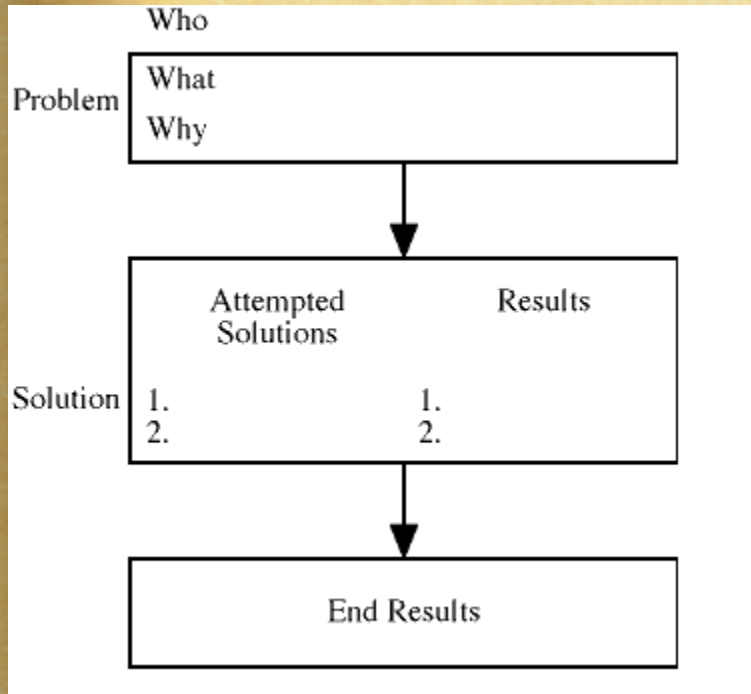 Who
Problem
What
Why
Attempted
Solutions
Results
Solution
1.
2.
1.
2.
End Results